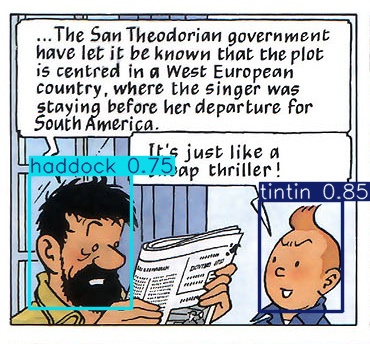 ...The San Theodorian government
have let it be known that the plot
is centred in a West European
country, where the singer was
staying before her departure for
South America.
haddock 0.75
It's just like a
thriller!
tintin 0.85